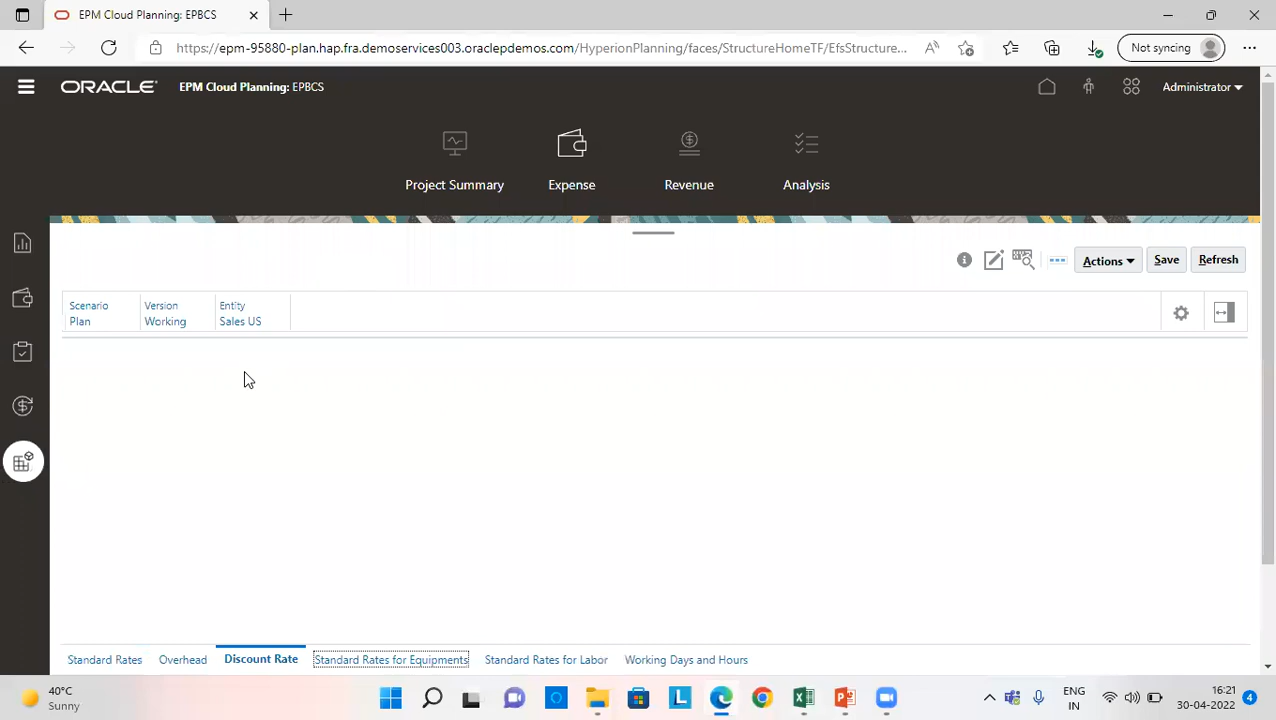 EPM Cloud Planning: EPBCS
https://epm-95880-plan.hap.fra.demoservices003.oraclepdemos.com/HyperionPlanning/faces/StructureHomeTF/EfsStructure...
Not syncing
ORACLE
EPM Cloud Planning: EPBCS
Administrator
Project Summary
Expense
Revenue
Analysis
Actions
Save
Refresh
Scenario
Plan
Version
Working
Entity
Sales US
Standard Rates
Overhead
Discount Rate
Standard Rates for Equipments
Standard Rates for Labor
Working Days and Hours
40°C
Sunny
ENG
IN
16:21
30-04-2022
4